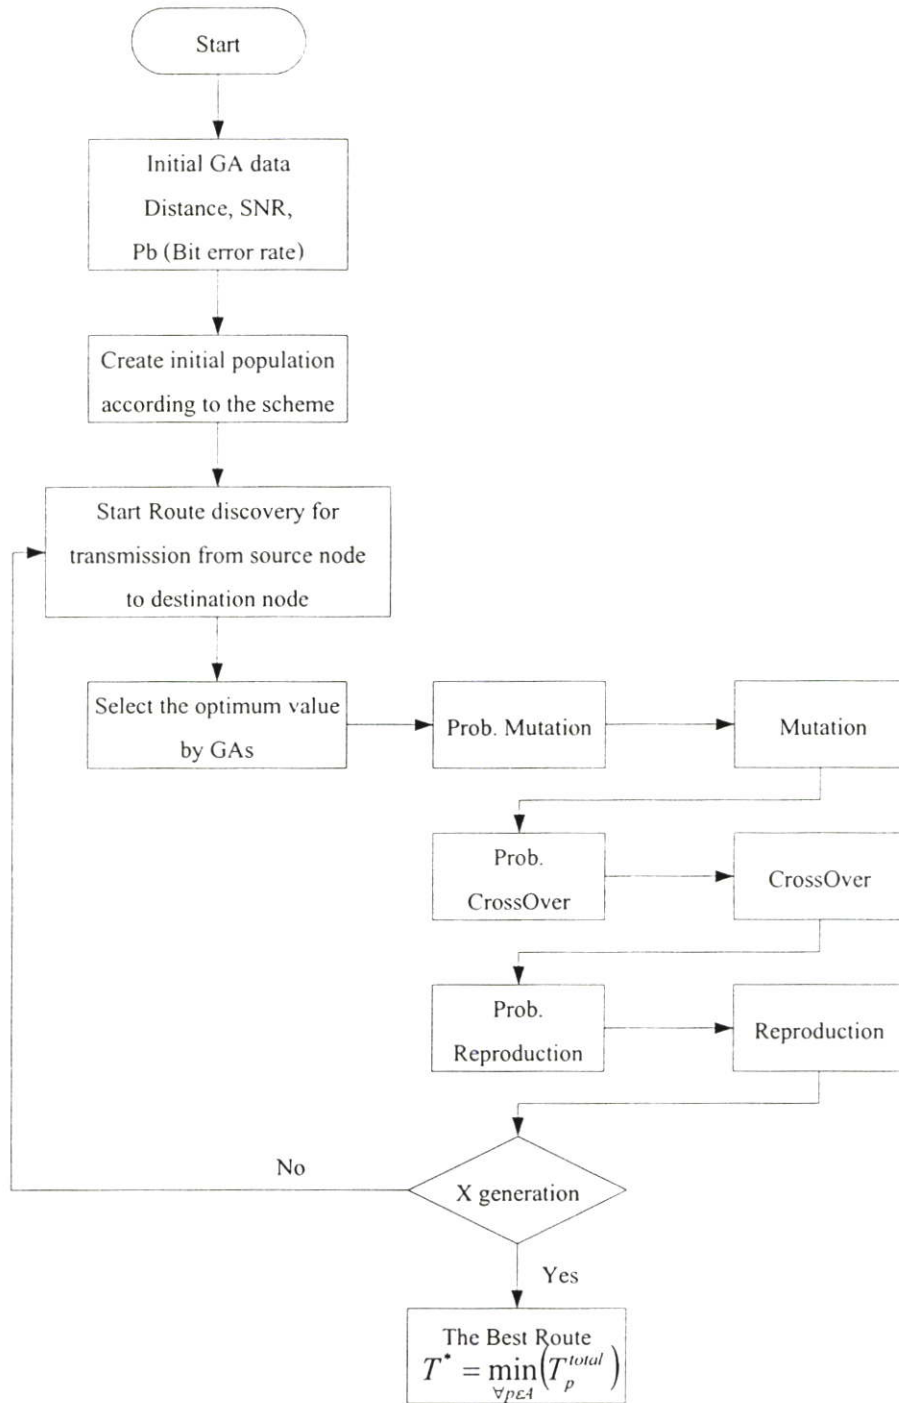 Start
Initial GA data
Distance, SNR,
Pb (Bit error rate)
Create initial population
according to the scheme
Start Route discovery for
transmission from source node
to destination node
Select the optimum value
by GAs
Prob. Mutation
Mutation
Prob.
CrossOver
CrossOver
Prob.
Reproduction
Reproduction
X generation
No
Yes
The Best Route
T* = min(T_p^total)
∀pεA